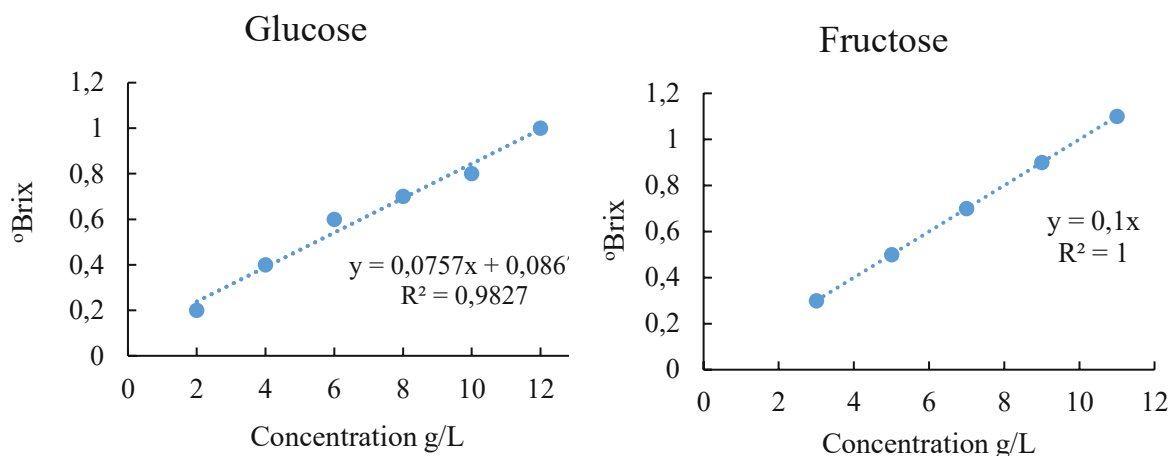 Glucose
1,2
1
0,8
0,6
0,4
0,2
0
0 2 4 6 8 10 12
ºBrix
Concentration g/L
y = 0,0757x + 0,086
R² = 0,9827
Fructose
1,2
1
0,8
0,6
0,4
0,2
0
0 2 4 6 8 10 12
ºBrix
Concentration g/L
y = 0,1x
R² = 1